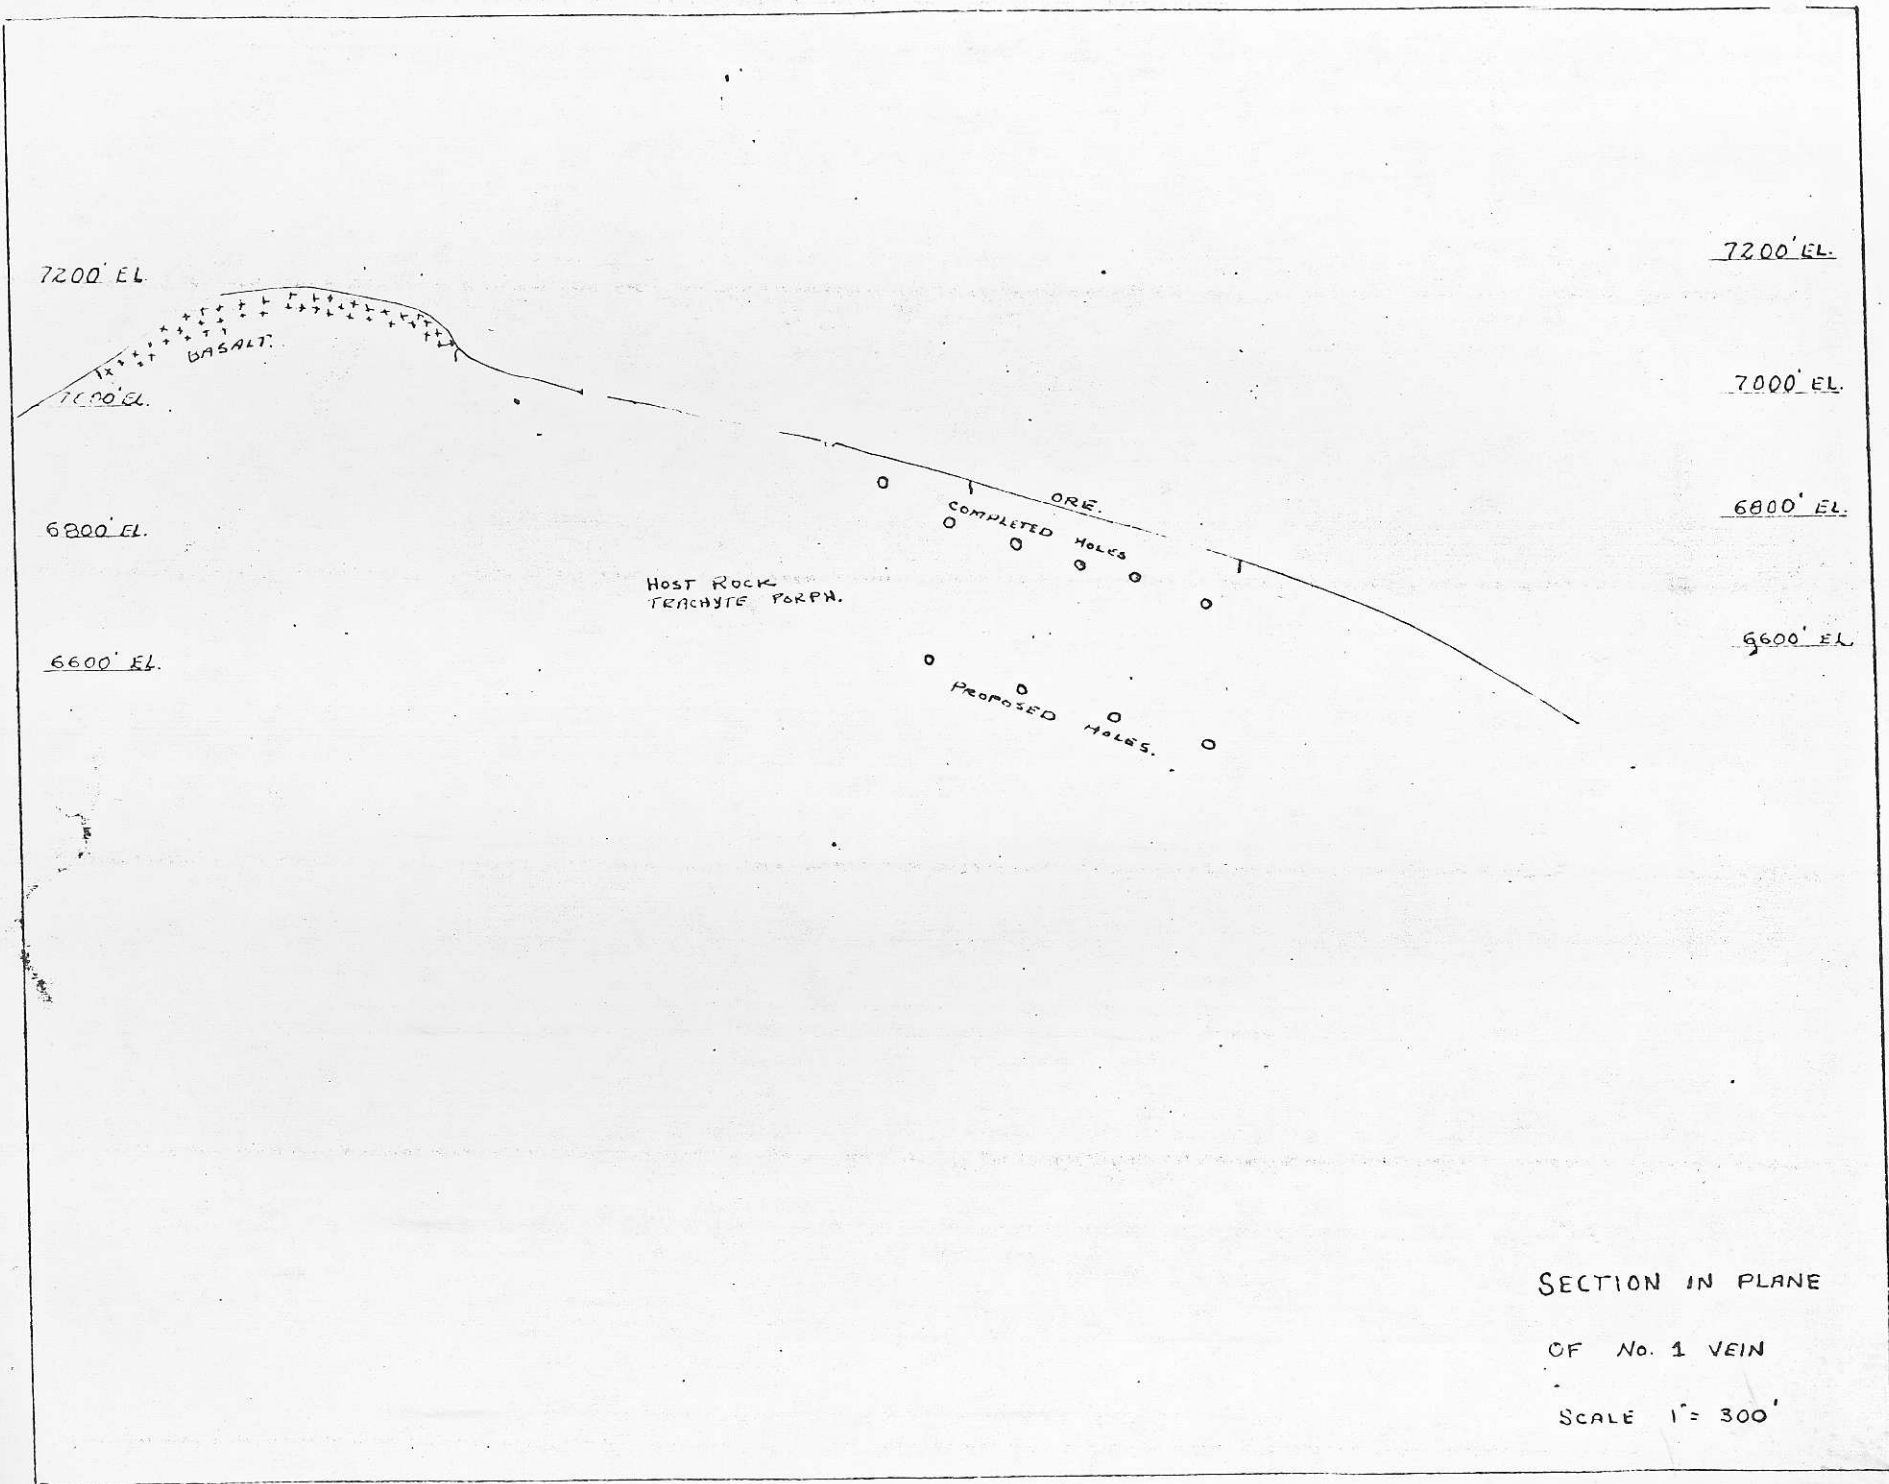 7200' EL.
7200' EL.
BASALT.
7000' EL.
7000' EL.
ORE.
6800' EL.
COMPLETED HOLES
6800' EL.
HOST ROCK
TRACHYTE PORPH.
6600' EL.
6600' EL
PROPOSED HOLES.
SECTION IN PLANE
OF No. 1 VEIN
SCALE 1"= 300'